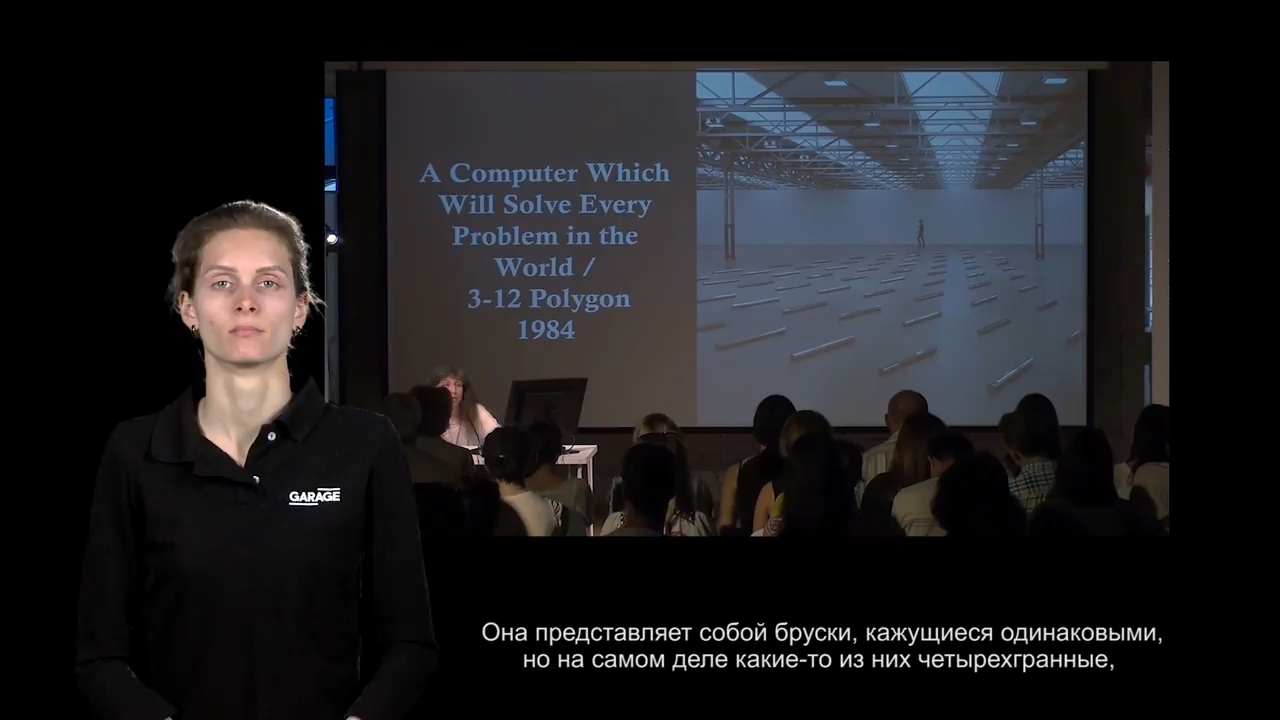 A Computer Which
Will Solve Every
Problem in the
World /
3-12 Polygon
1984
GARAGE
Она представляет собой бруски, кажущиеся одинаковыми,
но на самом деле какие-то из них четырехгранные,